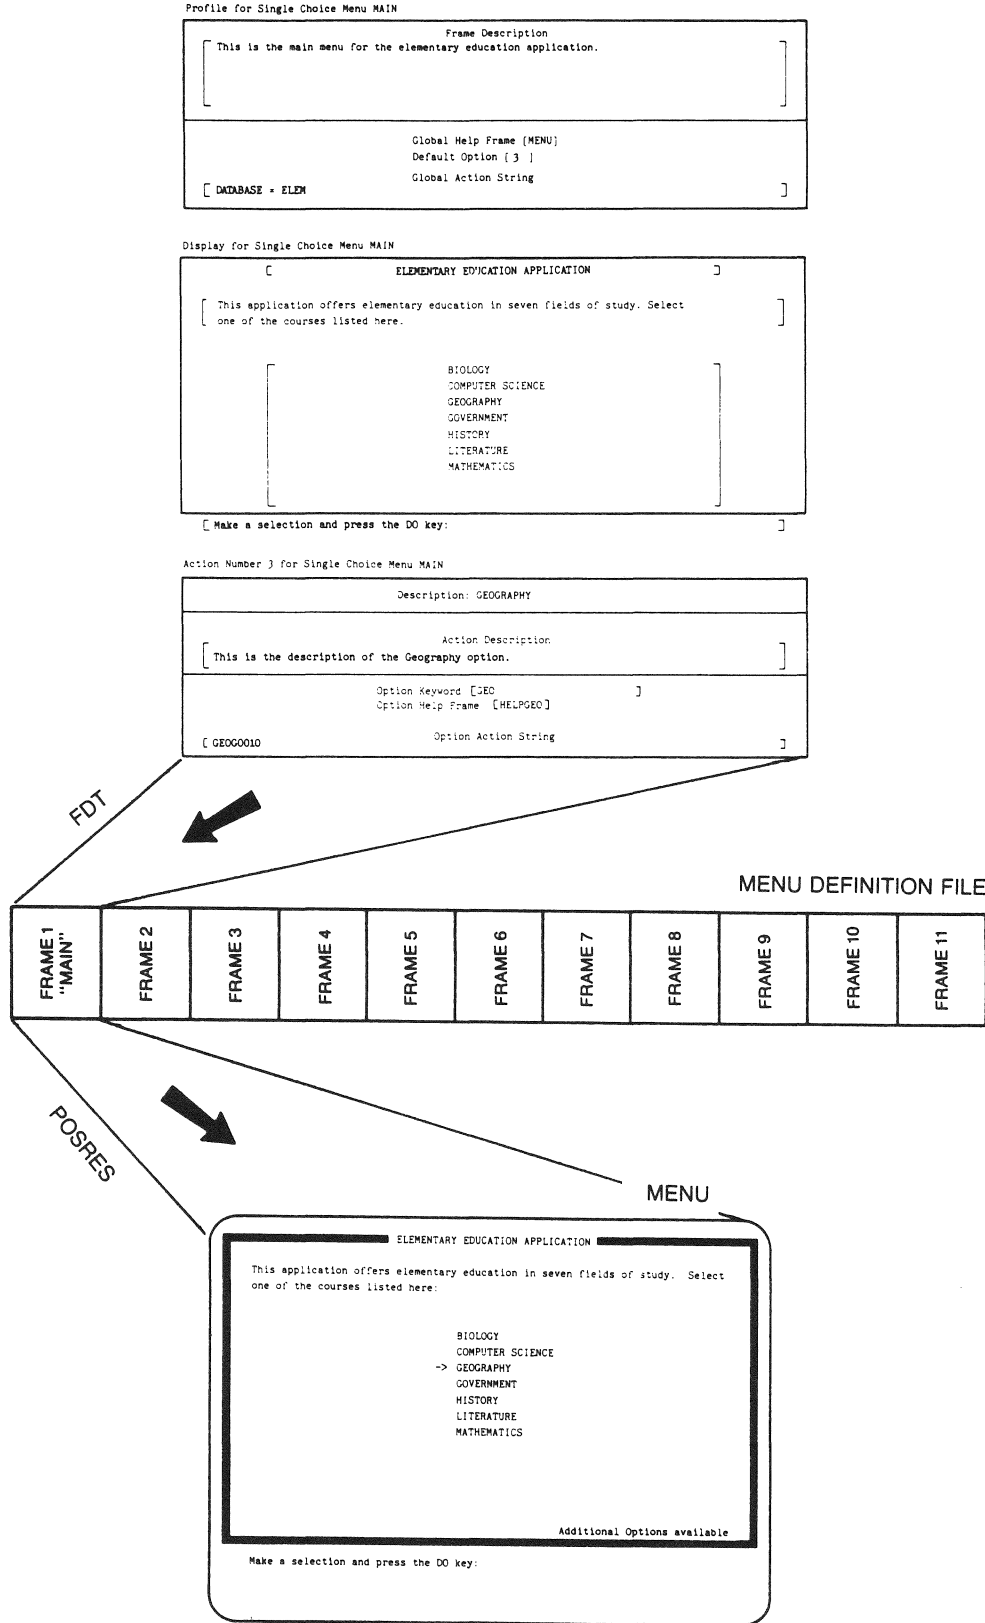 Profile for Single Choice Menu MAIN
Frame Description
This is the main menu for the elementary education application.
Global Help Frame [MENU]
Default Option [ 3 ]
Global Action String
[ DATABASE = ELEM ]
Display for Single Choice Menu MAIN
[ ELEMENTARY EDUCATION APPLICATION ]
This application offers elementary education in seven fields of study. Select
one of the courses listed here.
BIOLOGY
COMPUTER SCIENCE
GEOGRAPHY
GOVERNMENT
HISTORY
LITERATURE
MATHEMATICS
[ Make a selection and press the DO key: ]
Action Number 3 for Single Choice Menu MAIN
Description: GEOGRAPHY
Action Description
This is the description of the Geography option.
Option Keyword [GEO ]
Option Help Frame [HELPGEO]
Option Action String
[ GEOG0010 ]
FDT
MENU DEFINITION FILE
FRAME 1
"MAIN"
FRAME 2
FRAME 3
FRAME 4
FRAME 5
FRAME 6
FRAME 7
FRAME 8
FRAME 9
FRAME 10
FRAME 11
POSRES
MENU
ELEMENTARY EDUCATION APPLICATION
This application offers elementary education in seven fields of study. Select
one of the courses listed here:
BIOLOGY
COMPUTER SCIENCE
-> GEOGRAPHY
GOVERNMENT
HISTORY
LITERATURE
MATHEMATICS
Additional Options available
Make a selection and press the DO key: